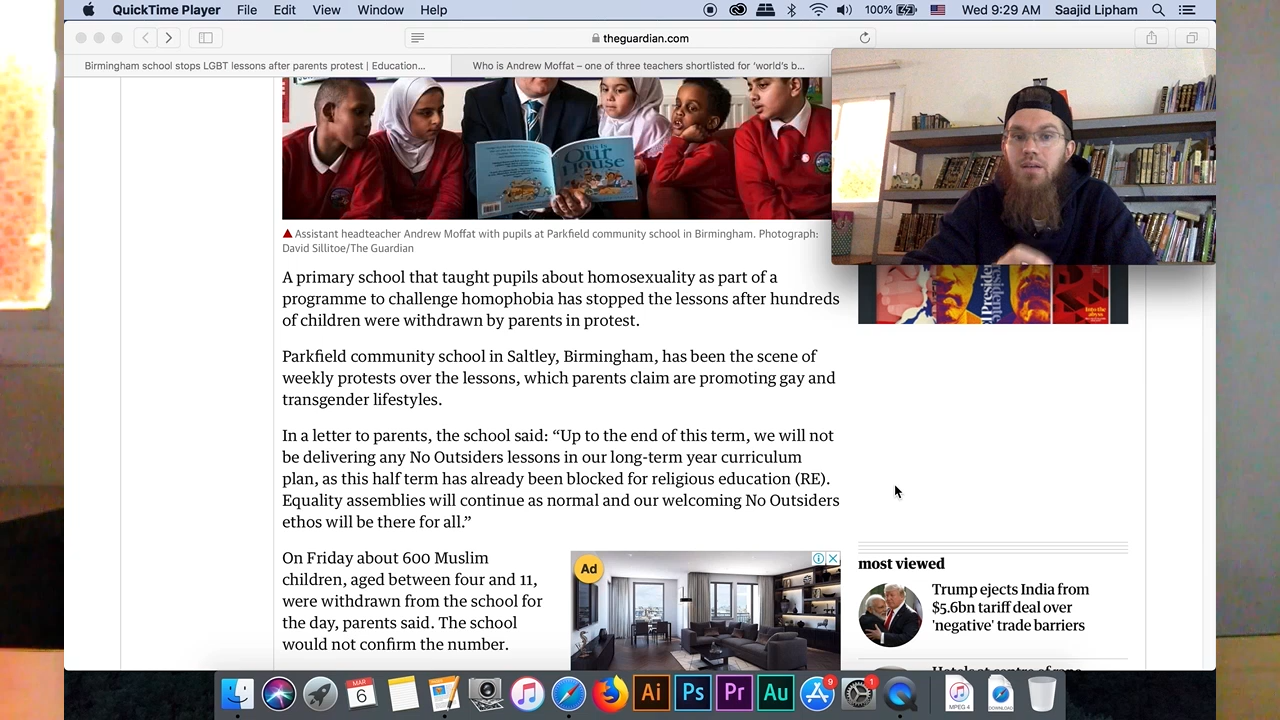 QuickTime Player File Edit View Window Help 100% Wed 9:29 AM Saajid Lipham
theguardian.com
Birmingham school stops LGBT lessons after parents protest | Education...
Who is Andrew Moffat – one of three teachers shortlisted for ‘world's b...
This is
Our
House
Assistant headteacher Andrew Moffat with pupils at Parkfield community school in Birmingham. Photograph:
David Sillitoe/The Guardian
A primary school that taught pupils about homosexuality as part of a
programme to challenge homophobia has stopped the lessons after hundreds
of children were withdrawn by parents in protest.
Parkfield community school in Saltley, Birmingham, has been the scene of
weekly protests over the lessons, which parents claim are promoting gay and
transgender lifestyles.
In a letter to parents, the school said: “Up to the end of this term, we will not
be delivering any No Outsiders lessons in our long-term year curriculum
plan, as this half term has already been blocked for religious education (RE).
Equality assemblies will continue as normal and our welcoming No Outsiders
ethos will be there for all.”
On Friday about 600 Muslim
children, aged between four and 11,
were withdrawn from the school for
the day, parents said. The school
would not confirm the number.
Ad
most viewed
Trump ejects India from
$5.6bn tariff deal over
'negative' trade barriers
MAR
6
Ai
Ps
Pr
Au
9
1
MPEG 4
DOWNLOAD